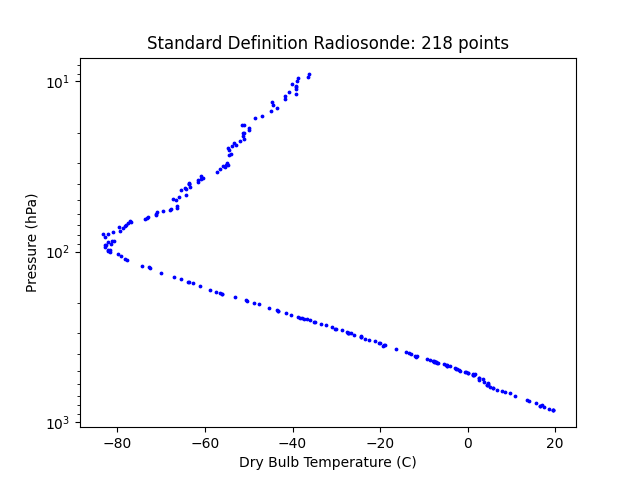 Standard Definition Radiosonde: 218 points
10¹
10²
10³
Pressure (hPa)
−80 −60 −40 −20 0 20
Dry Bulb Temperature (C)